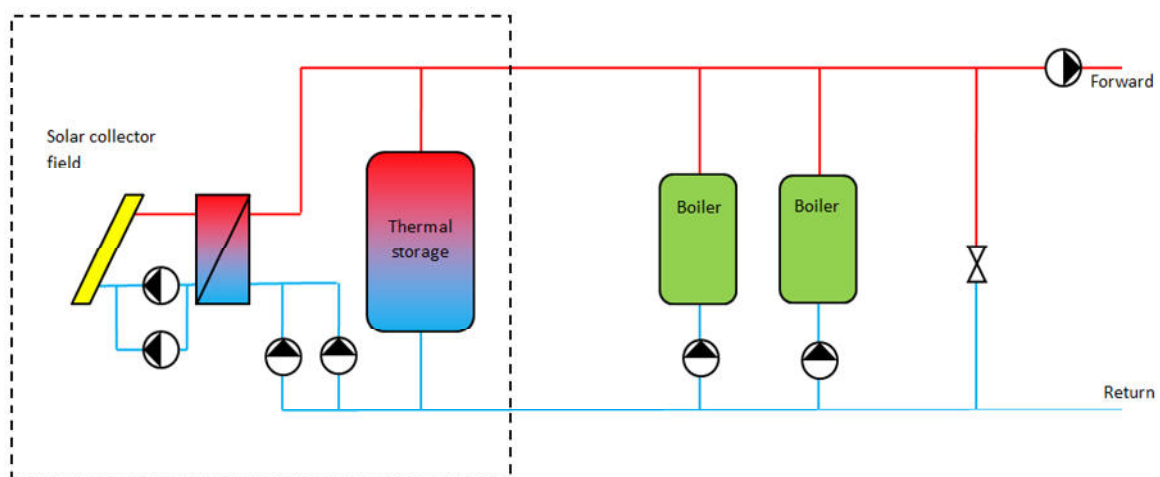 Solar collector
field
Thermal
storage
Boiler
Boiler
Forward
Return